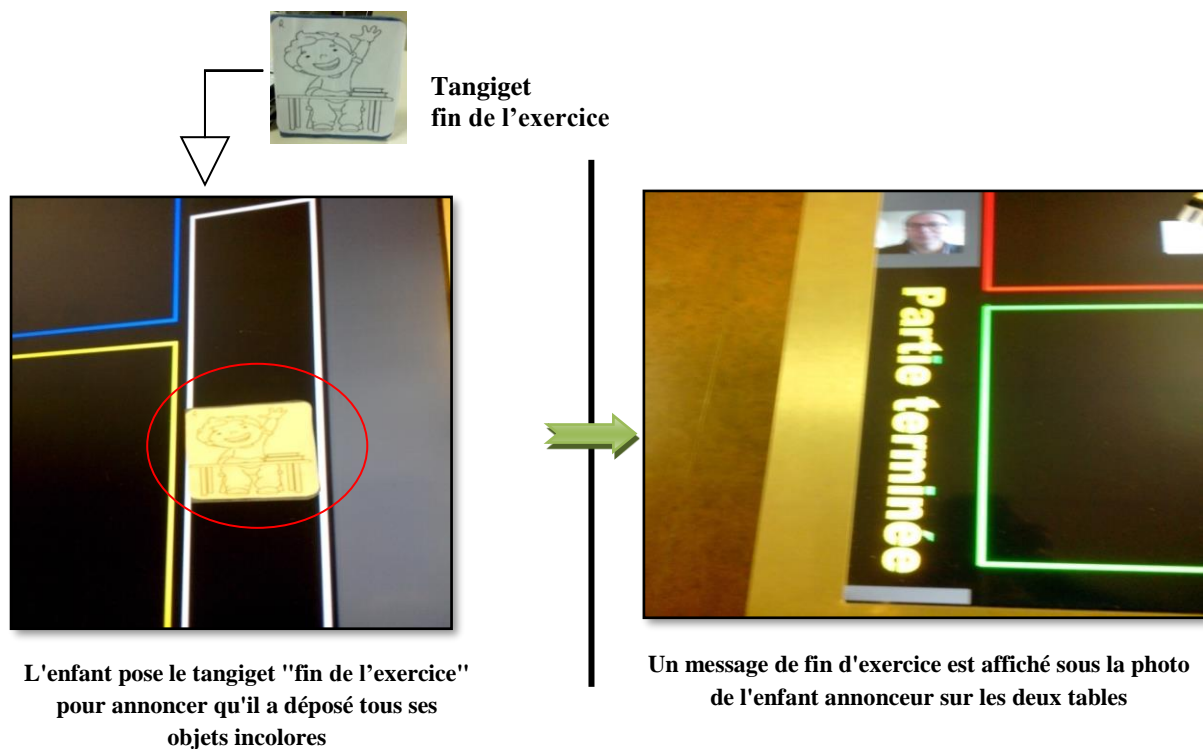 Tangiget
fin de l’exercice
Partie terminée
L'enfant pose le tangiget "fin de l’exercice"
pour annoncer qu'il a déposé tous ses
objets incolores
Un message de fin d'exercice est affiché sous la photo
de l'enfant annonceur sur les deux tables